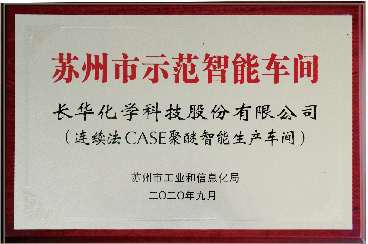 苏州市示范智能车间
长华化学科技股份有限公司
（连续法CASE聚醚智能生产车间）
苏州市工业和信息化局
二〇二〇年九月